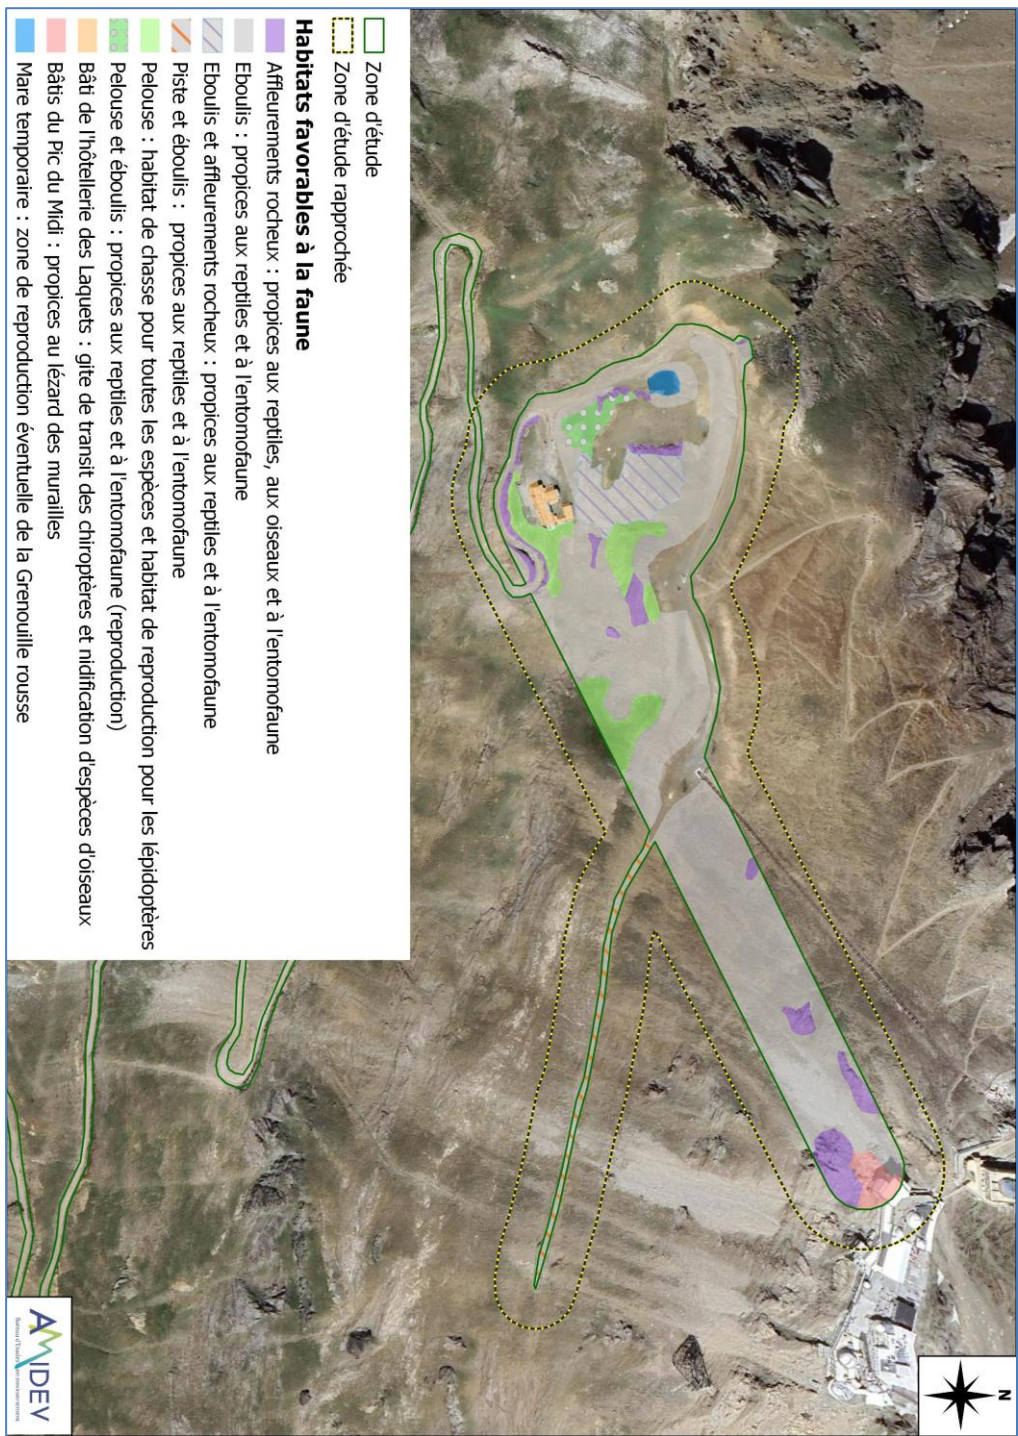 Zone d'étude
Zone d'étude rapprochée
Habitats favorables à la faune
Affleurements rocheux : propices aux reptiles, aux oiseaux et à l'entomofaune
Eboulis : propices aux reptiles et à l'entomofaune
Eboulis et affleurements rocheux : propices aux reptiles et à l'entomofaune
Piste et éboulis : propices aux reptiles et à l'entomofaune
Pelouse : habitat de chasse pour toutes les espèces et habitat de reproduction pour les lépidoptères
Pelouse et éboulis : propices aux reptiles et à l'entomofaune (reproduction)
Bâti de l'hôtellerie des Laquets : gite de transit des chiroptères et nidification d'espèces d'oiseaux
Bâtis du Pic du Midi : propices au lézard des murailles
Mare temporaire : zone de reproduction éventuelle de la Grenouille rousse
N
AMIDEV
Bureau d'Etudes en environnement